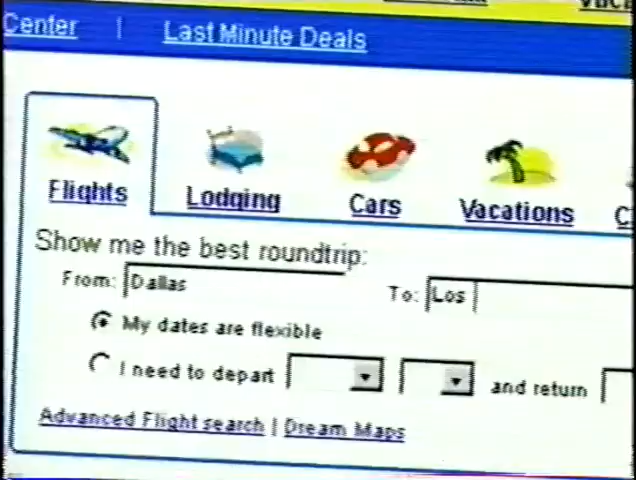 Center | Last Minute Deals
Flights Lodging Cars Vacations
Show me the best roundtrip:
From: Dallas To: Los
My dates are flexible
I need to depart and return
Advanced Flight search | Dream Maps